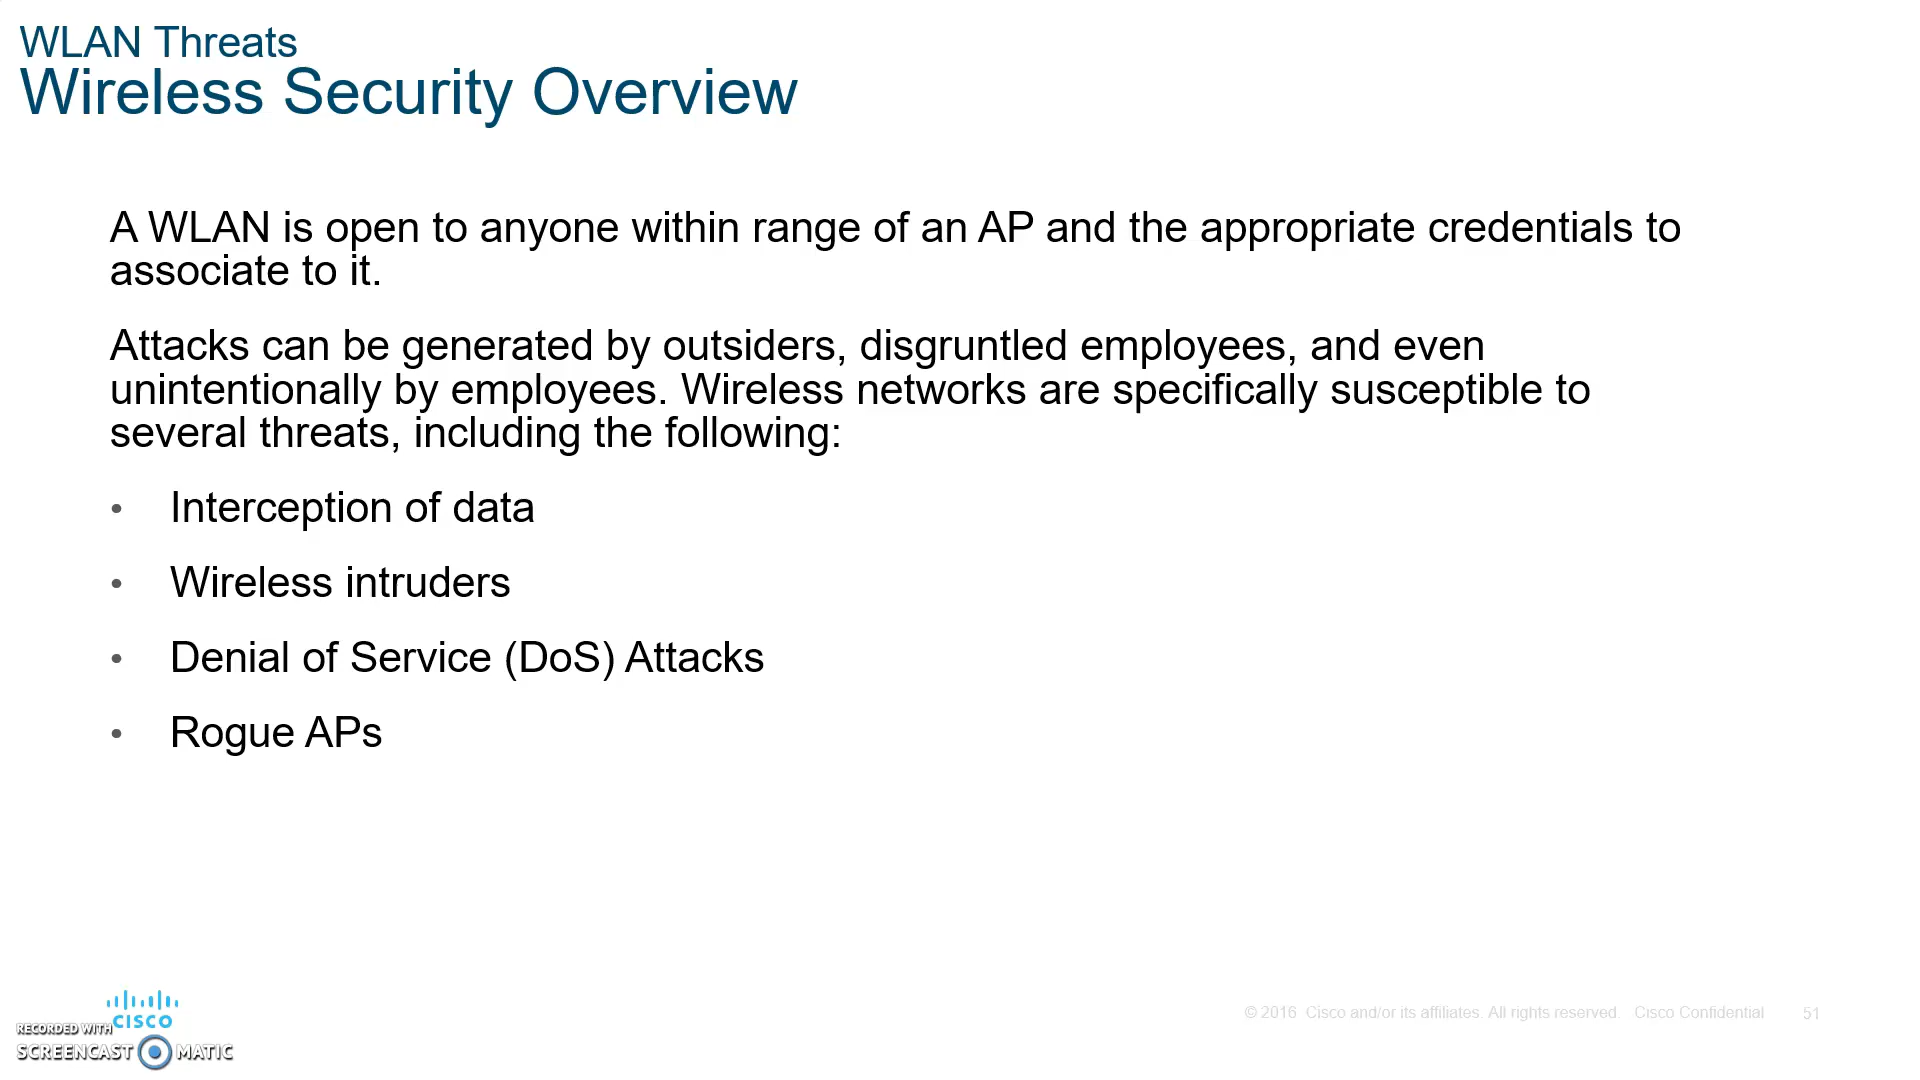 WLAN Threats
Wireless Security Overview
A WLAN is open to anyone within range of an AP and the appropriate credentials to
associate to it.
Attacks can be generated by outsiders, disgruntled employees, and even
unintentionally by employees. Wireless networks are specifically susceptible to
several threats, including the following:
• Interception of data
• Wireless intruders
• Denial of Service (DoS) Attacks
• Rogue APs
CISCO
RECORDED WITH
SCREENCAST MATIC
© 2016 Cisco and/or its affiliates. All rights reserved. Cisco Confidential 51